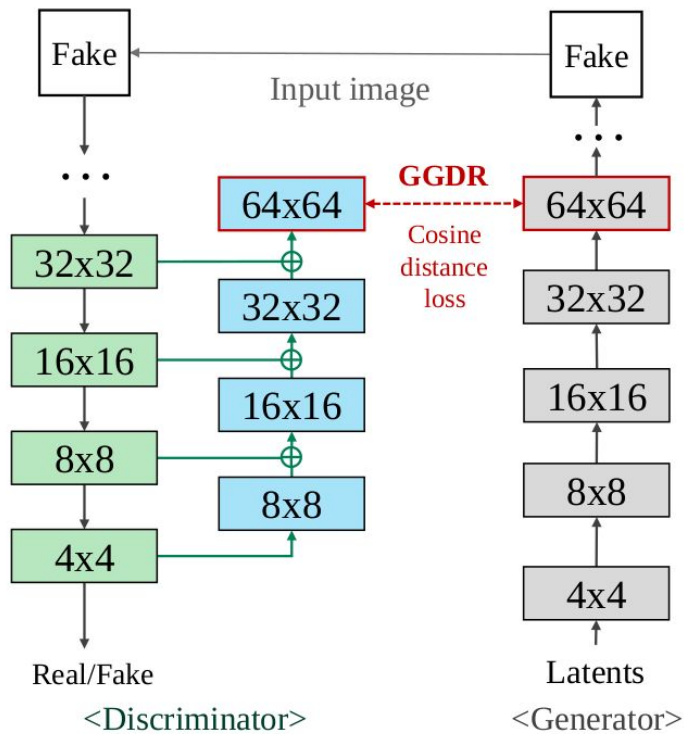 Fake
Fake
Input image
...
...
64x64
GGDR
64x64
Cosine
distance
loss
32x32
32x32
32x32
16x16
16x16
16x16
8x8
8x8
8x8
4x4
4x4
Real/Fake
Latents
<Discriminator>
<Generator>